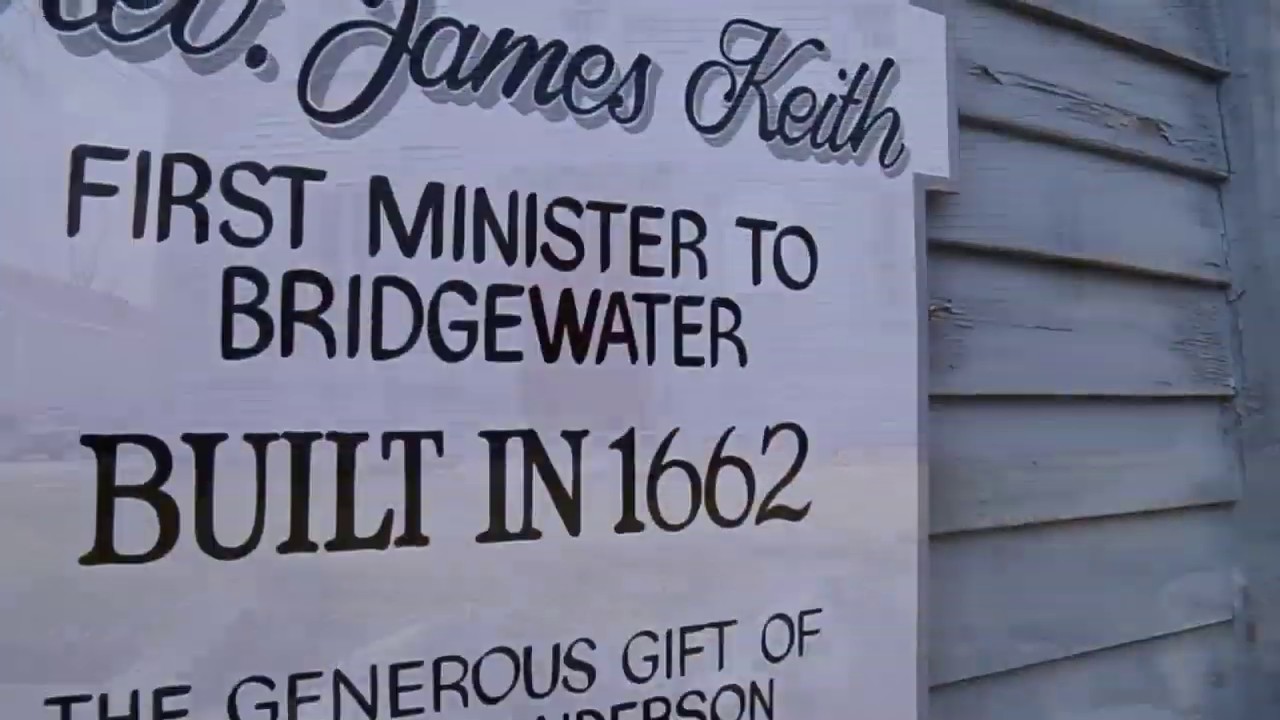 James Keith
FIRST MINISTER TO
BRIDGEWATER
BUILT IN 1662
THE GENEROUS GIFT OF